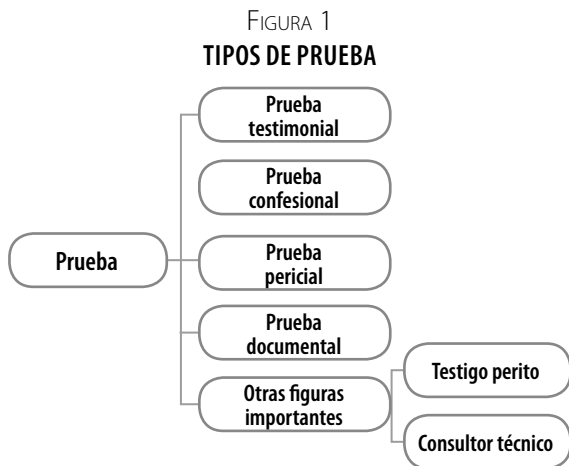 Figura 1
TIPOS DE PRUEBA
Prueba
testimonial
Prueba
confesional
Prueba
Prueba
pericial
Prueba
documental
Otras figuras
importantes
Testigo perito
Consultor técnico